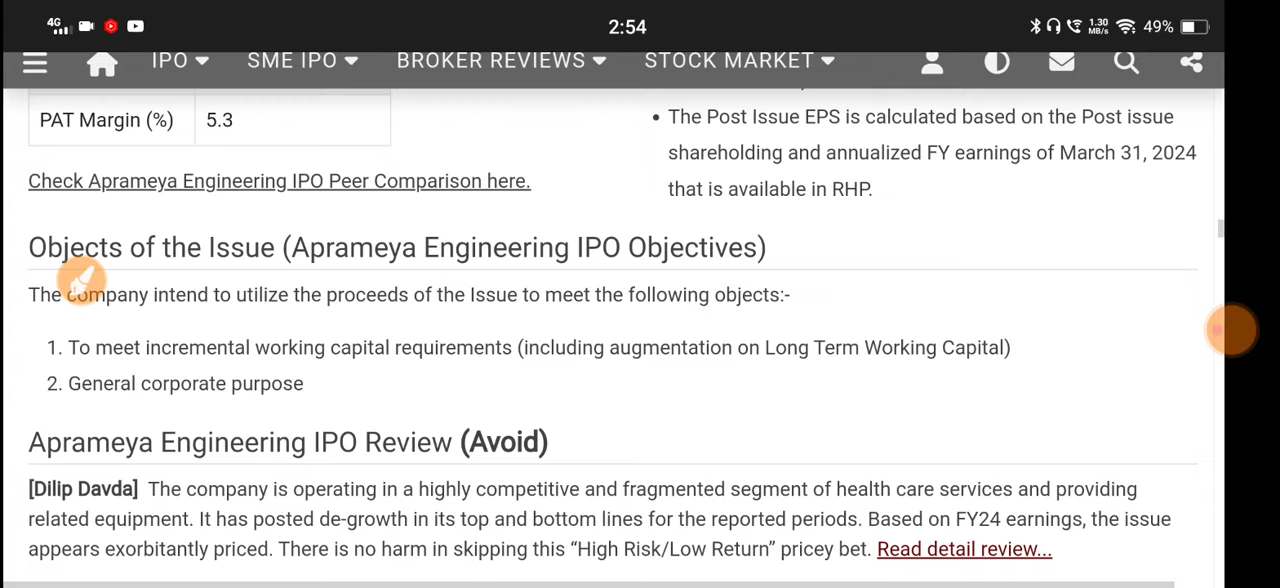 4G 2:54 1.30 MB/s 49%
IPO SME IPO BROKER REVIEWS STOCK MARKET
PAT Margin (%) 5.3
• The Post Issue EPS is calculated based on the Post issue
shareholding and annualized FY earnings of March 31, 2024
that is available in RHP.
Check Aprameya Engineering IPO Peer Comparison here.
Objects of the Issue (Aprameya Engineering IPO Objectives)
The company intend to utilize the proceeds of the Issue to meet the following objects:-
1. To meet incremental working capital requirements (including augmentation on Long Term Working Capital)
2. General corporate purpose
Aprameya Engineering IPO Review (Avoid)
[Dilip Davda] The company is operating in a highly competitive and fragmented segment of health care services and providing
related equipment. It has posted de-growth in its top and bottom lines for the reported periods. Based on FY24 earnings, the issue
appears exorbitantly priced. There is no harm in skipping this “High Risk/Low Return” pricey bet. Read detail review...